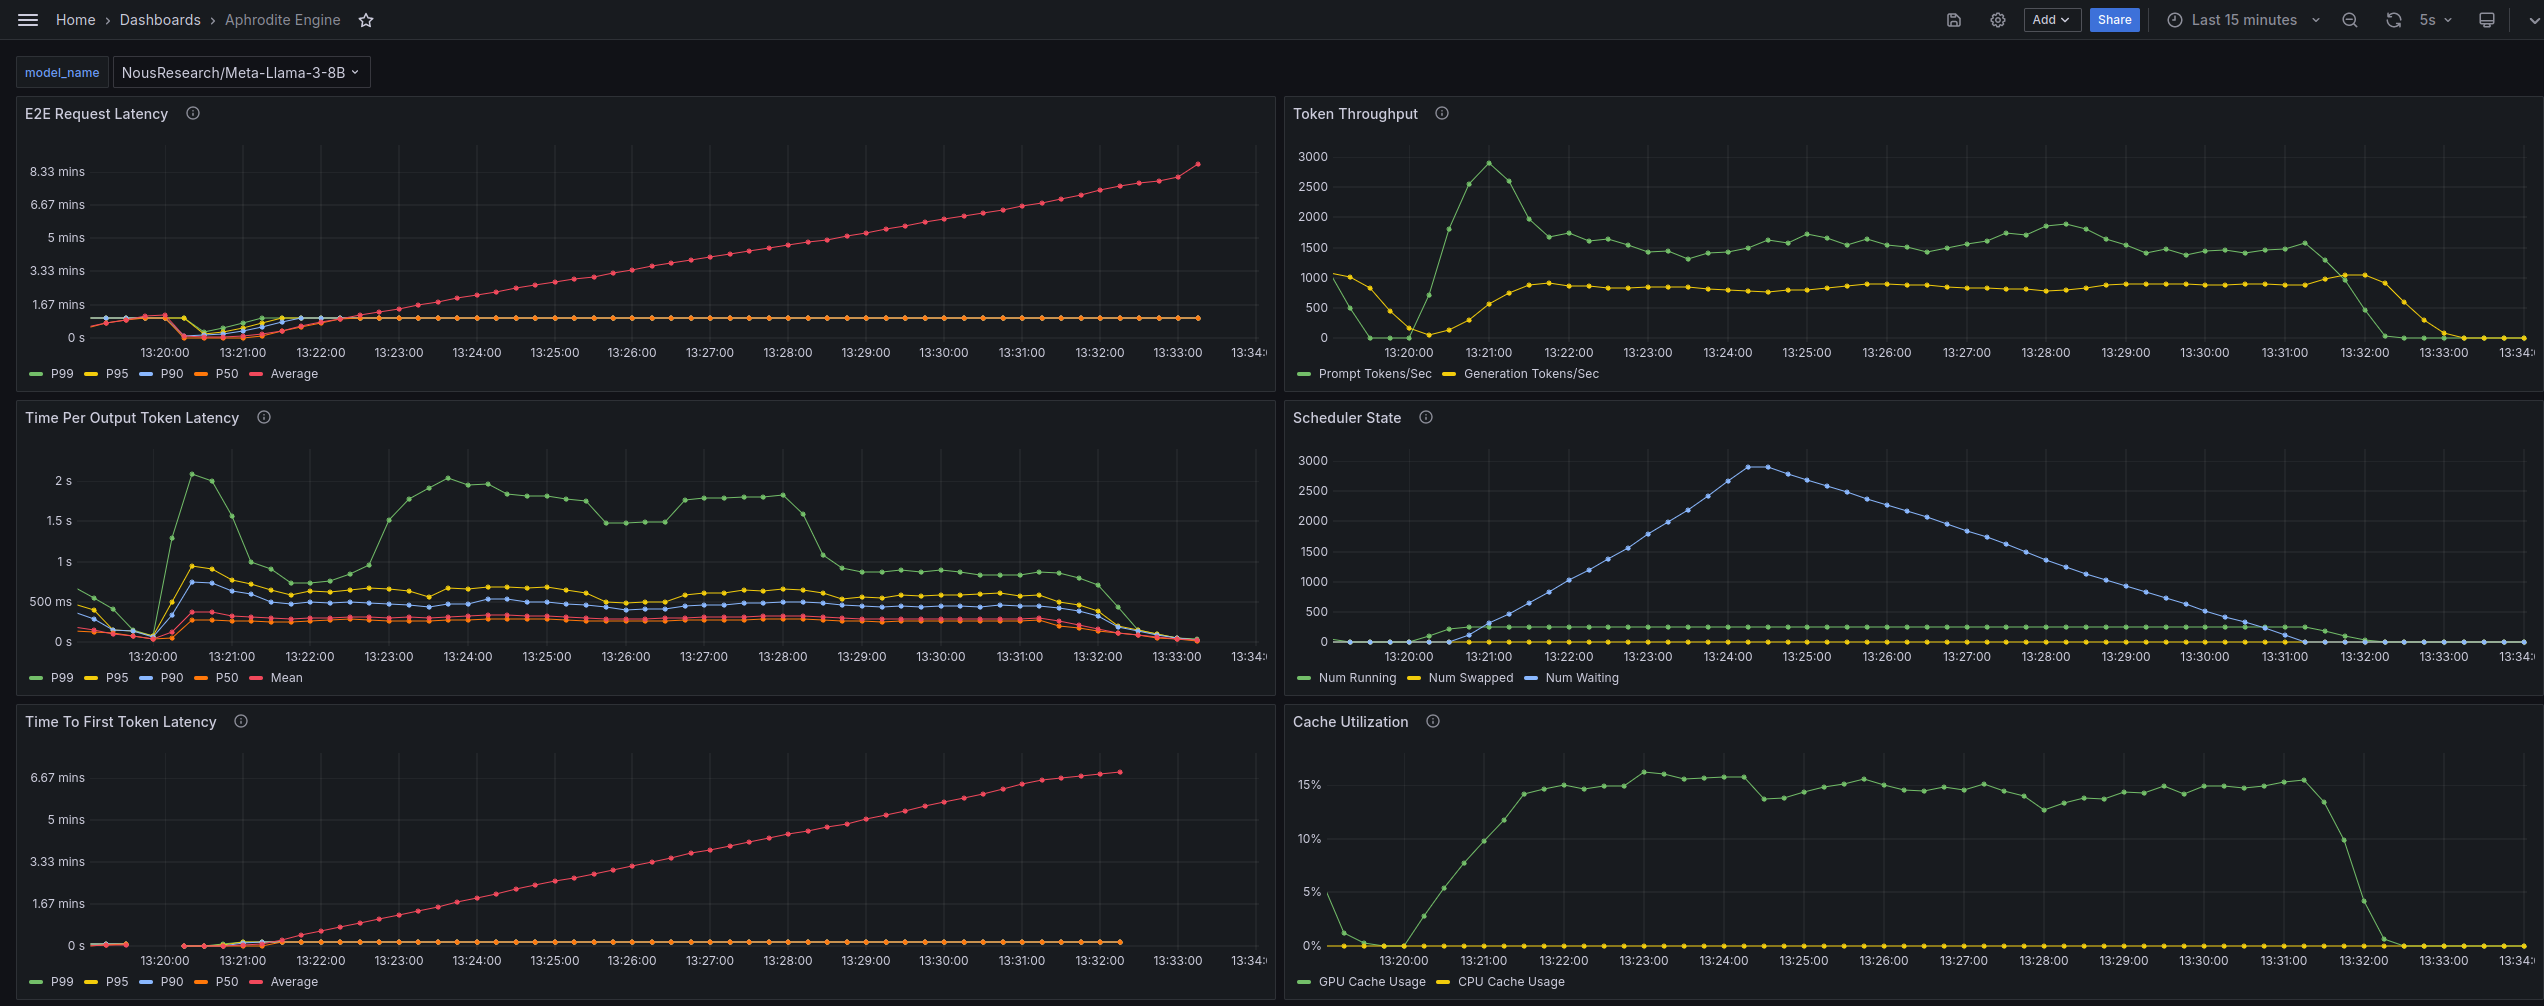 Home › Dashboards › Aphrodite Engine
Add
Share
Last 15 minutes
5s
model_name
NousResearch/Meta-Llama-3-8B
E2E Request Latency
8.33 mins
6.67 mins
5 mins
3.33 mins
1.67 mins
0 s
13:20:00 13:21:00 13:22:00 13:23:00 13:24:00 13:25:00 13:26:00 13:27:00 13:28:00 13:29:00 13:30:00 13:31:00 13:32:00 13:33:00 13:34:
P99 P95 P90 P50 Average
Token Throughput
3000
2500
2000
1500
1000
500
0
13:20:00 13:21:00 13:22:00 13:23:00 13:24:00 13:25:00 13:26:00 13:27:00 13:28:00 13:29:00 13:30:00 13:31:00 13:32:00 13:33:00 13:34:
Prompt Tokens/Sec Generation Tokens/Sec
Time Per Output Token Latency
2 s
1.5 s
1 s
500 ms
0 s
13:20:00 13:21:00 13:22:00 13:23:00 13:24:00 13:25:00 13:26:00 13:27:00 13:28:00 13:29:00 13:30:00 13:31:00 13:32:00 13:33:00 13:34:
P99 P95 P90 P50 Mean
Scheduler State
3000
2500
2000
1500
1000
500
0
13:20:00 13:21:00 13:22:00 13:23:00 13:24:00 13:25:00 13:26:00 13:27:00 13:28:00 13:29:00 13:30:00 13:31:00 13:32:00 13:33:00 13:34:
Num Running Num Swapped Num Waiting
Time To First Token Latency
6.67 mins
5 mins
3.33 mins
1.67 mins
0 s
13:20:00 13:21:00 13:22:00 13:23:00 13:24:00 13:25:00 13:26:00 13:27:00 13:28:00 13:29:00 13:30:00 13:31:00 13:32:00 13:33:00 13:34:
P99 P95 P90 P50 Average
Cache Utilization
15%
10%
5%
0%
13:20:00 13:21:00 13:22:00 13:23:00 13:24:00 13:25:00 13:26:00 13:27:00 13:28:00 13:29:00 13:30:00 13:31:00 13:32:00 13:33:00 13:34:
GPU Cache Usage CPU Cache Usage